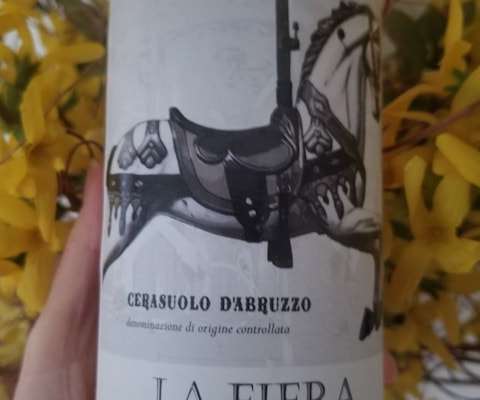 CERASUOLO D'ABRUZZO
denominazione di origine controllata
LA FIERA